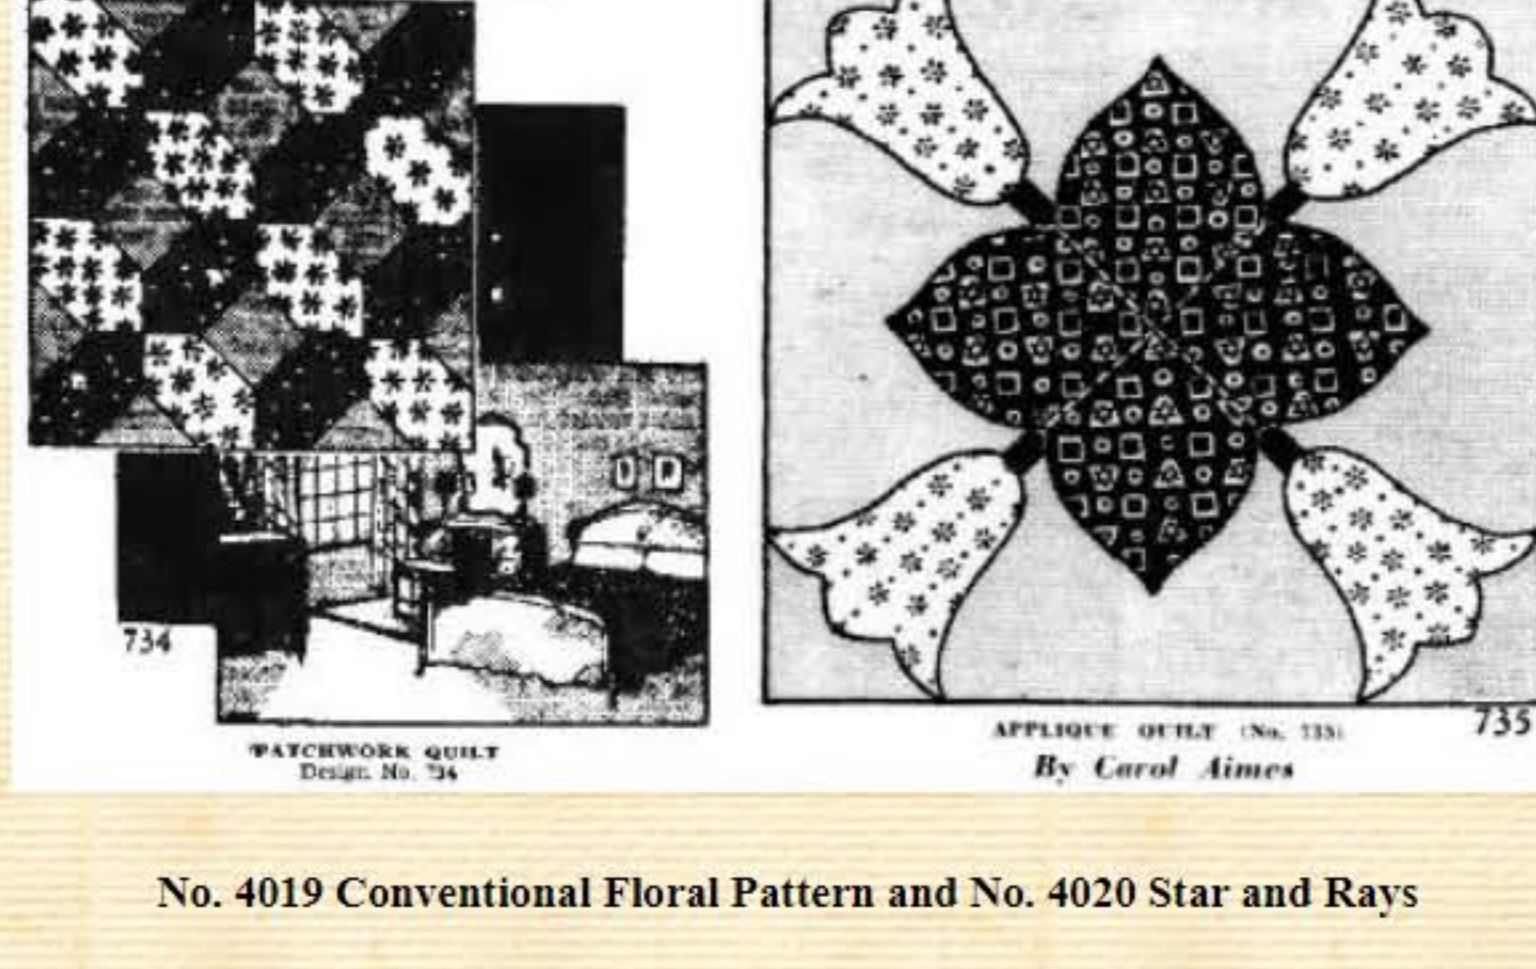 734
PATCHWORK QUILT
Design No. 734
735
APPLIQUE QUILT (No. 735)
By Carol Aimes
No. 4019 Conventional Floral Pattern and No. 4020 Star and Rays